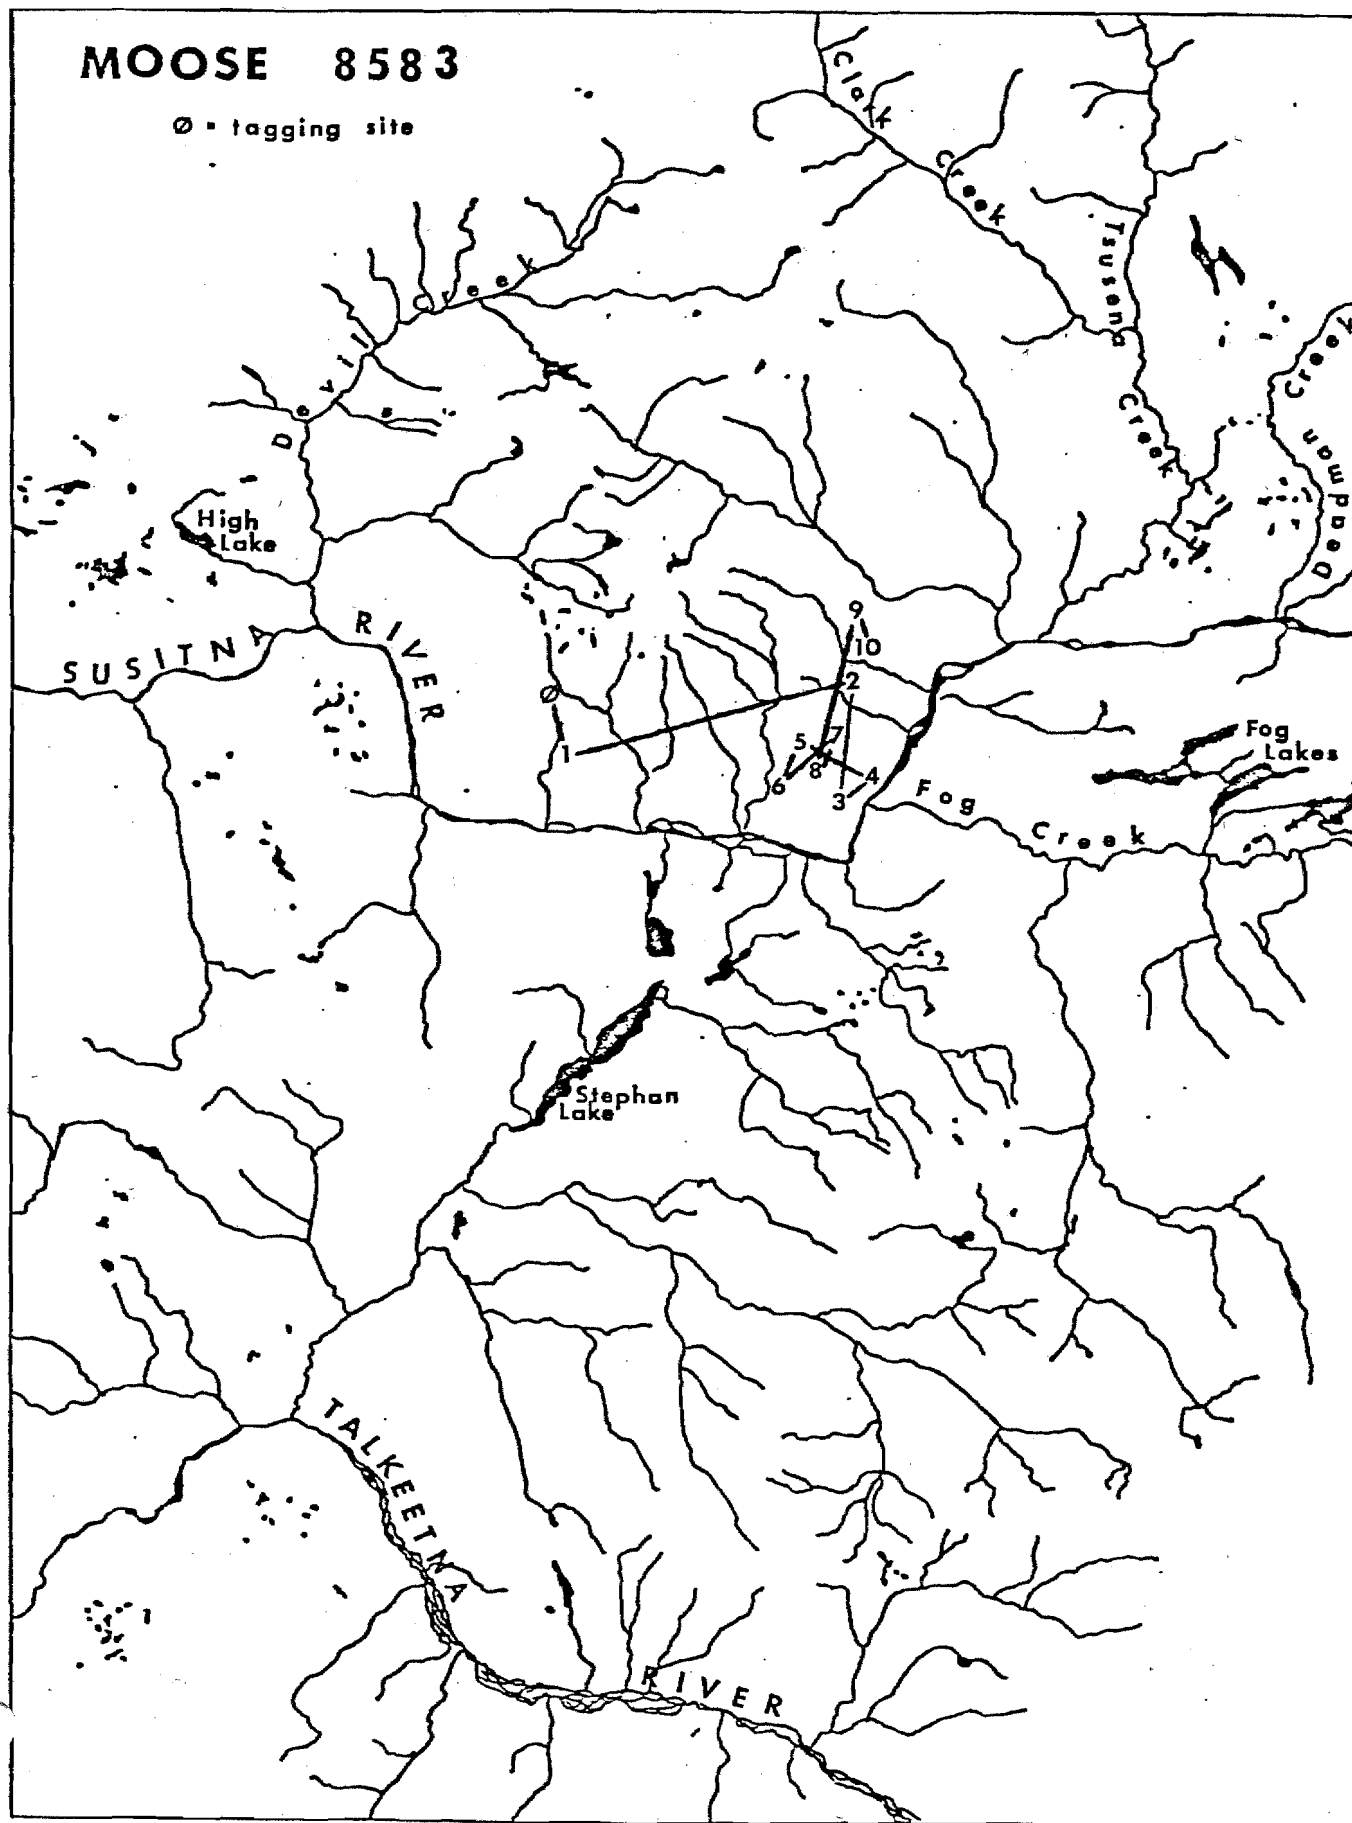 MOOSE 8583
Ø = tagging site
Clark
Creek
Tsusena
Creek
Deadman
Creek
Devil
Creek
High
Lake
SUSITNA
RIVER
9
10
2
1
5
7
6
8
4
3
Fog
Lakes
Fog
Creek
Stephan
Lake
TALKEETNA
RIVER